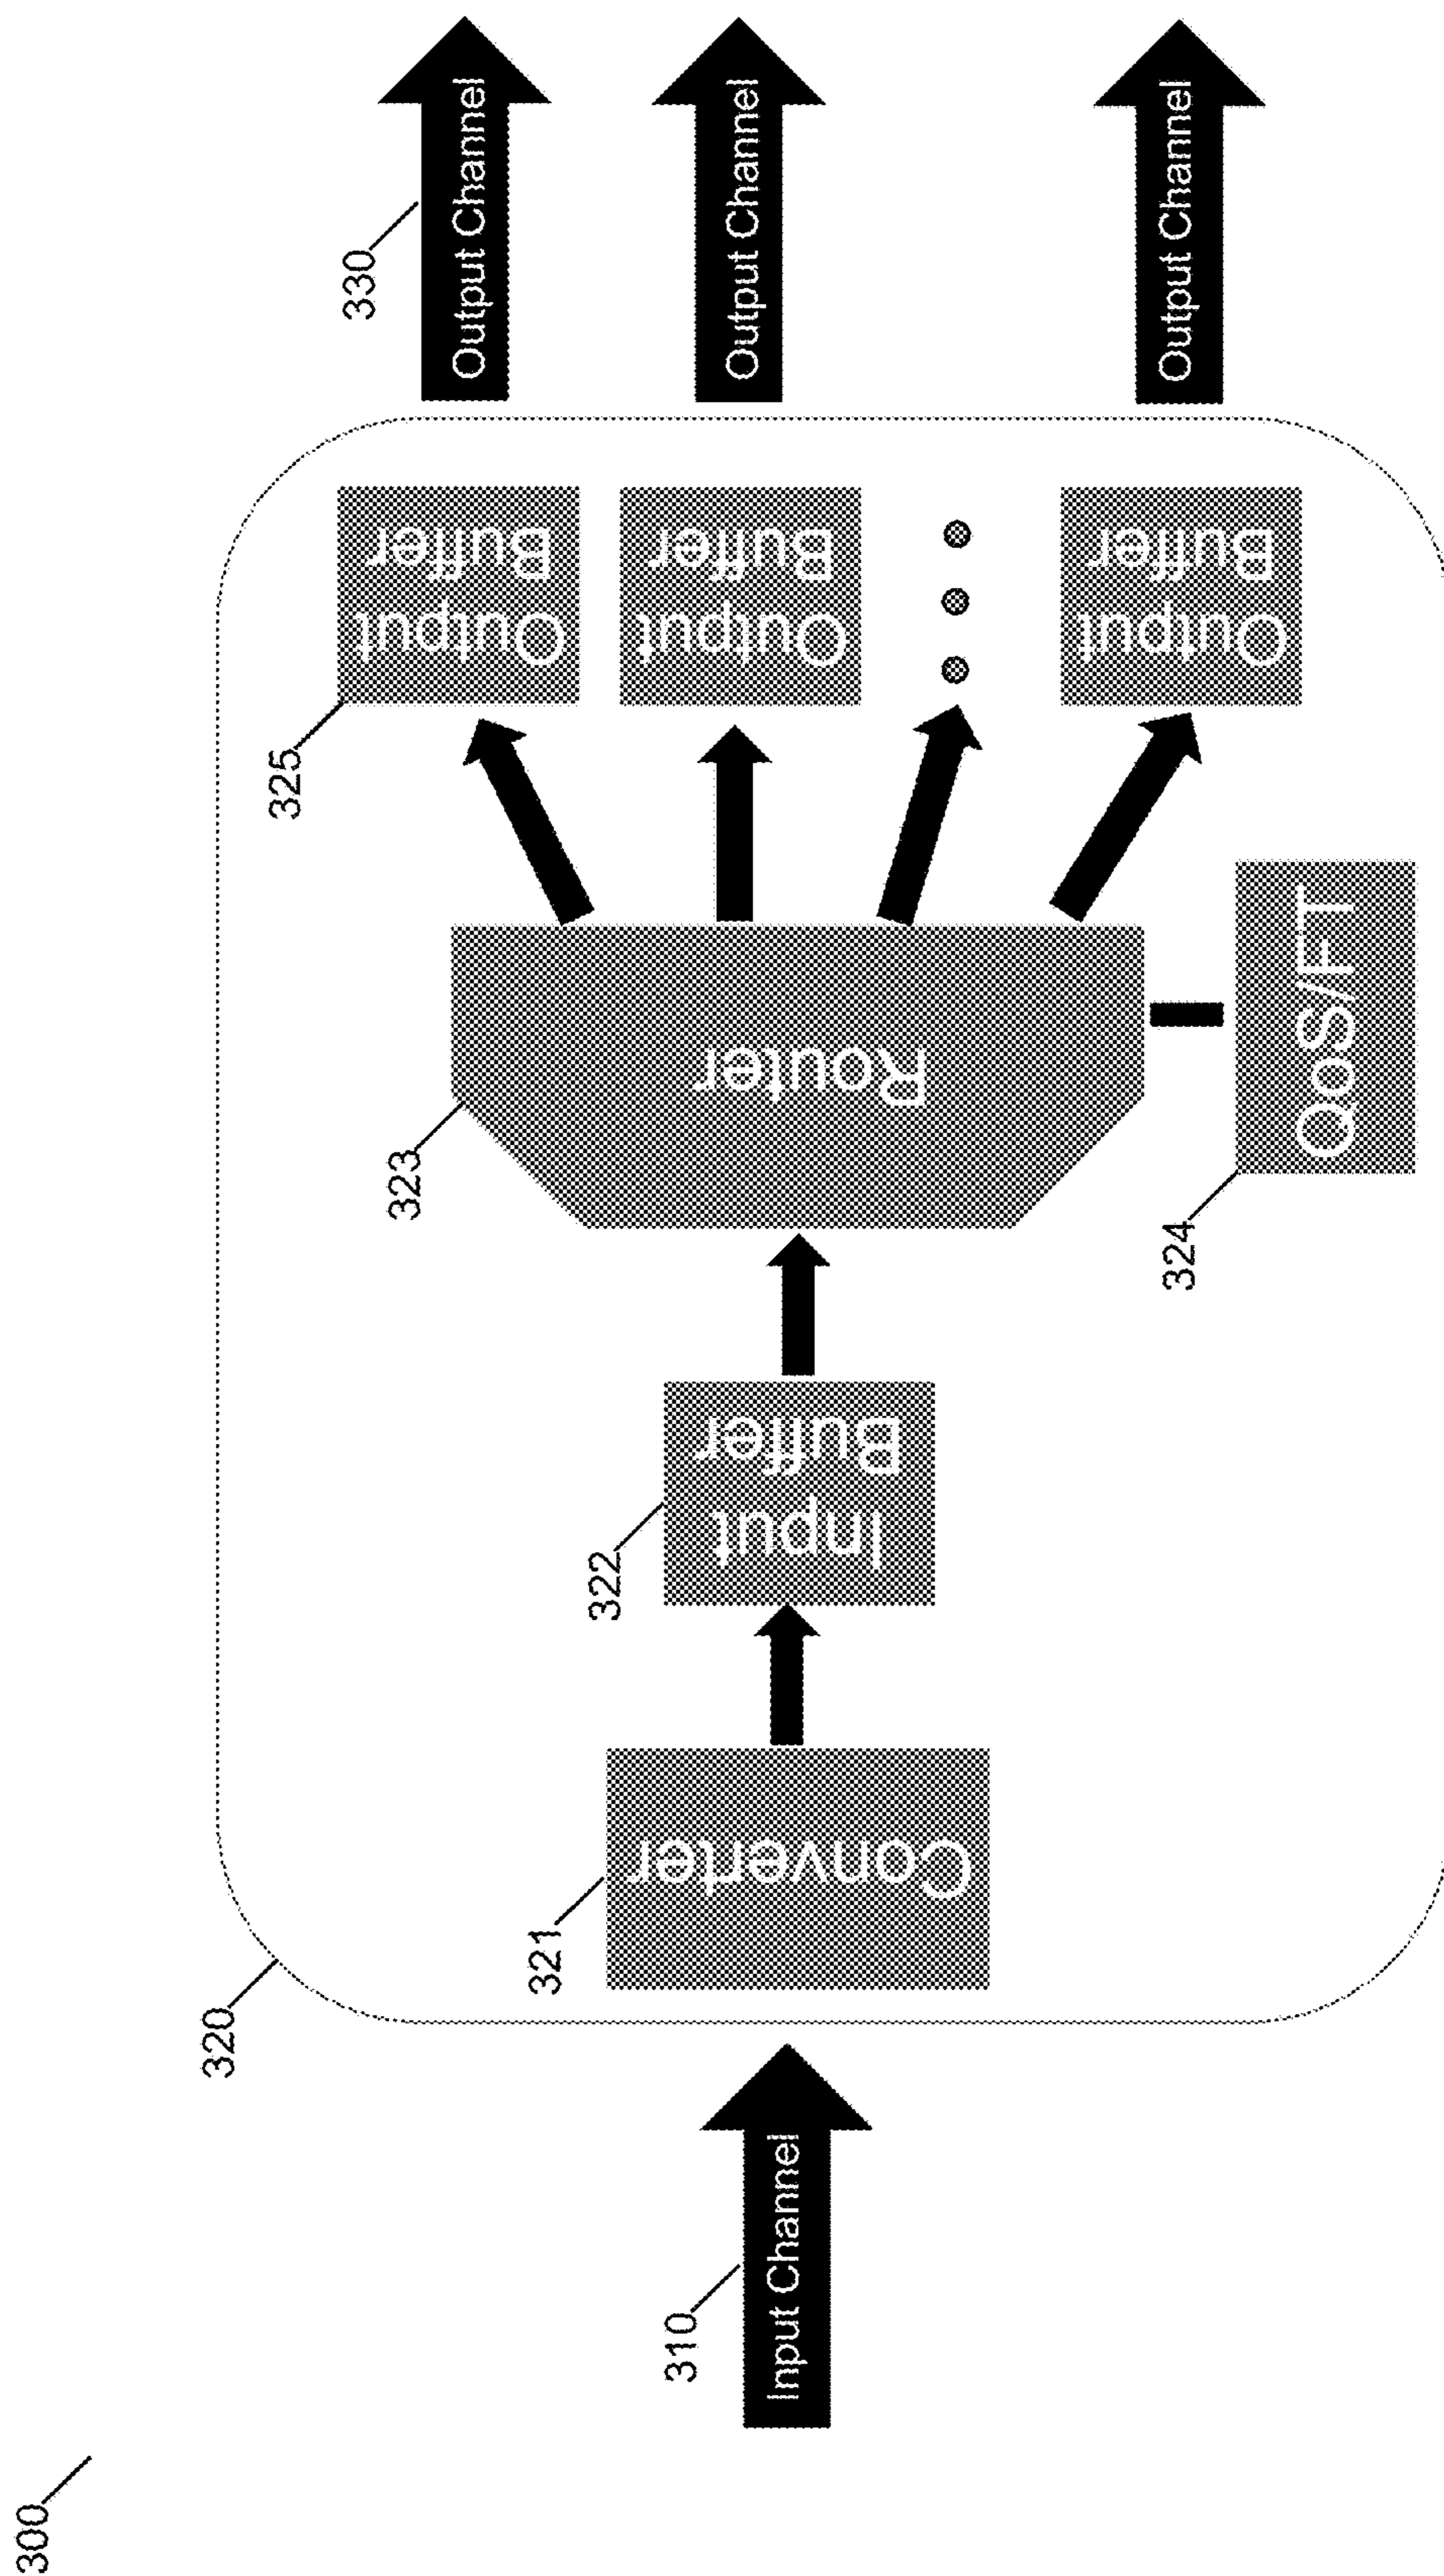 300
310
Input Channel
320
321
Converter
322
Input
Buffer
323
Router
324
QoS/FT
325
Output
Buffer
Output
Buffer
Output
Buffer
330
Output Channel
Output Channel
Output Channel